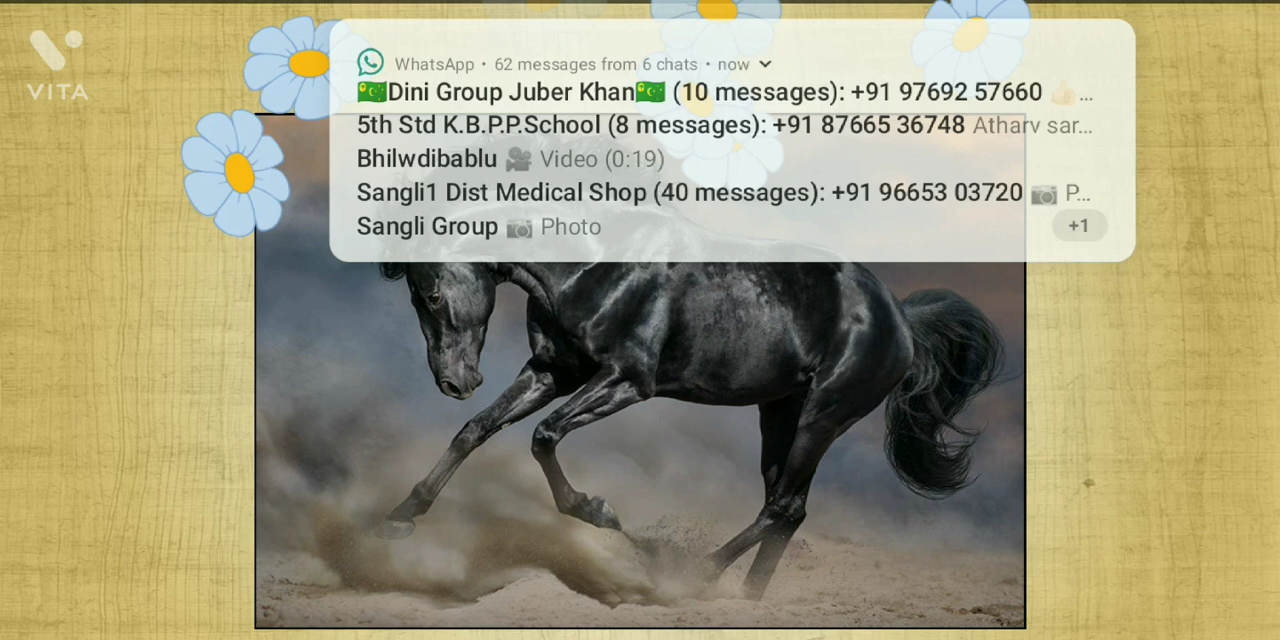 VITA
WhatsApp • 62 messages from 6 chats • now
🇹🇲Dini Group Juber Khan🇹🇲 (10 messages): +91 97692 57660 👍...
5th Std K.B.P.P.School (8 messages): +91 87665 36748 Atharv sar...
Bhilwdibablu 🎥 Video (0:19)
Sangli1 Dist Medical Shop (40 messages): +91 96653 03720 📷 P...
Sangli Group 📷 Photo
+1